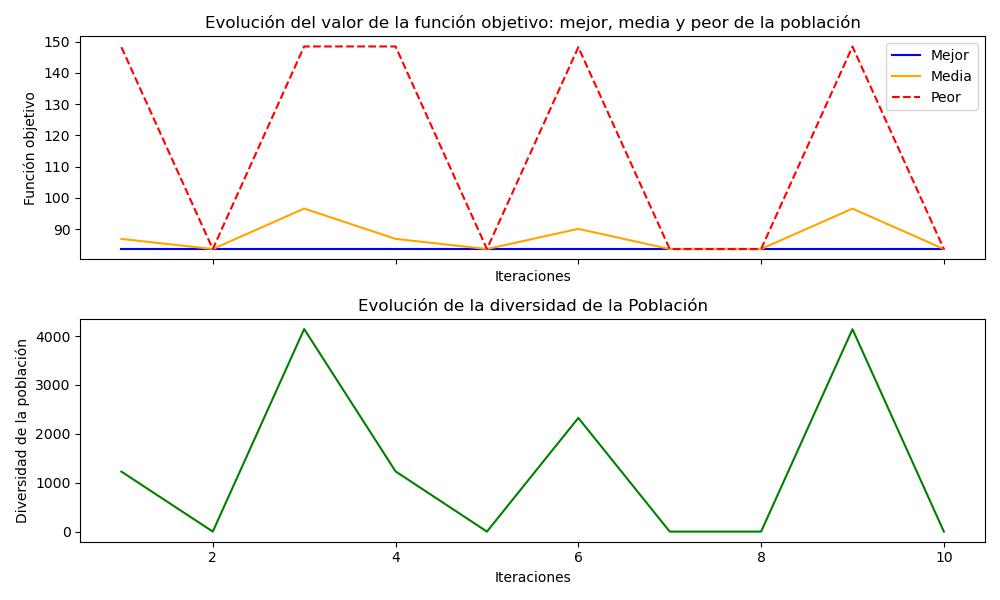 Evolución del valor de la función objetivo: mejor, media y peor de la población
150
140
130
120
110
100
90
Función objetivo
Mejor
Media
Peor
Iteraciones
Evolución de la diversidad de la Población
4000
3000
2000
1000
0
Diversidad de la población
2 4 6 8 10
Iteraciones